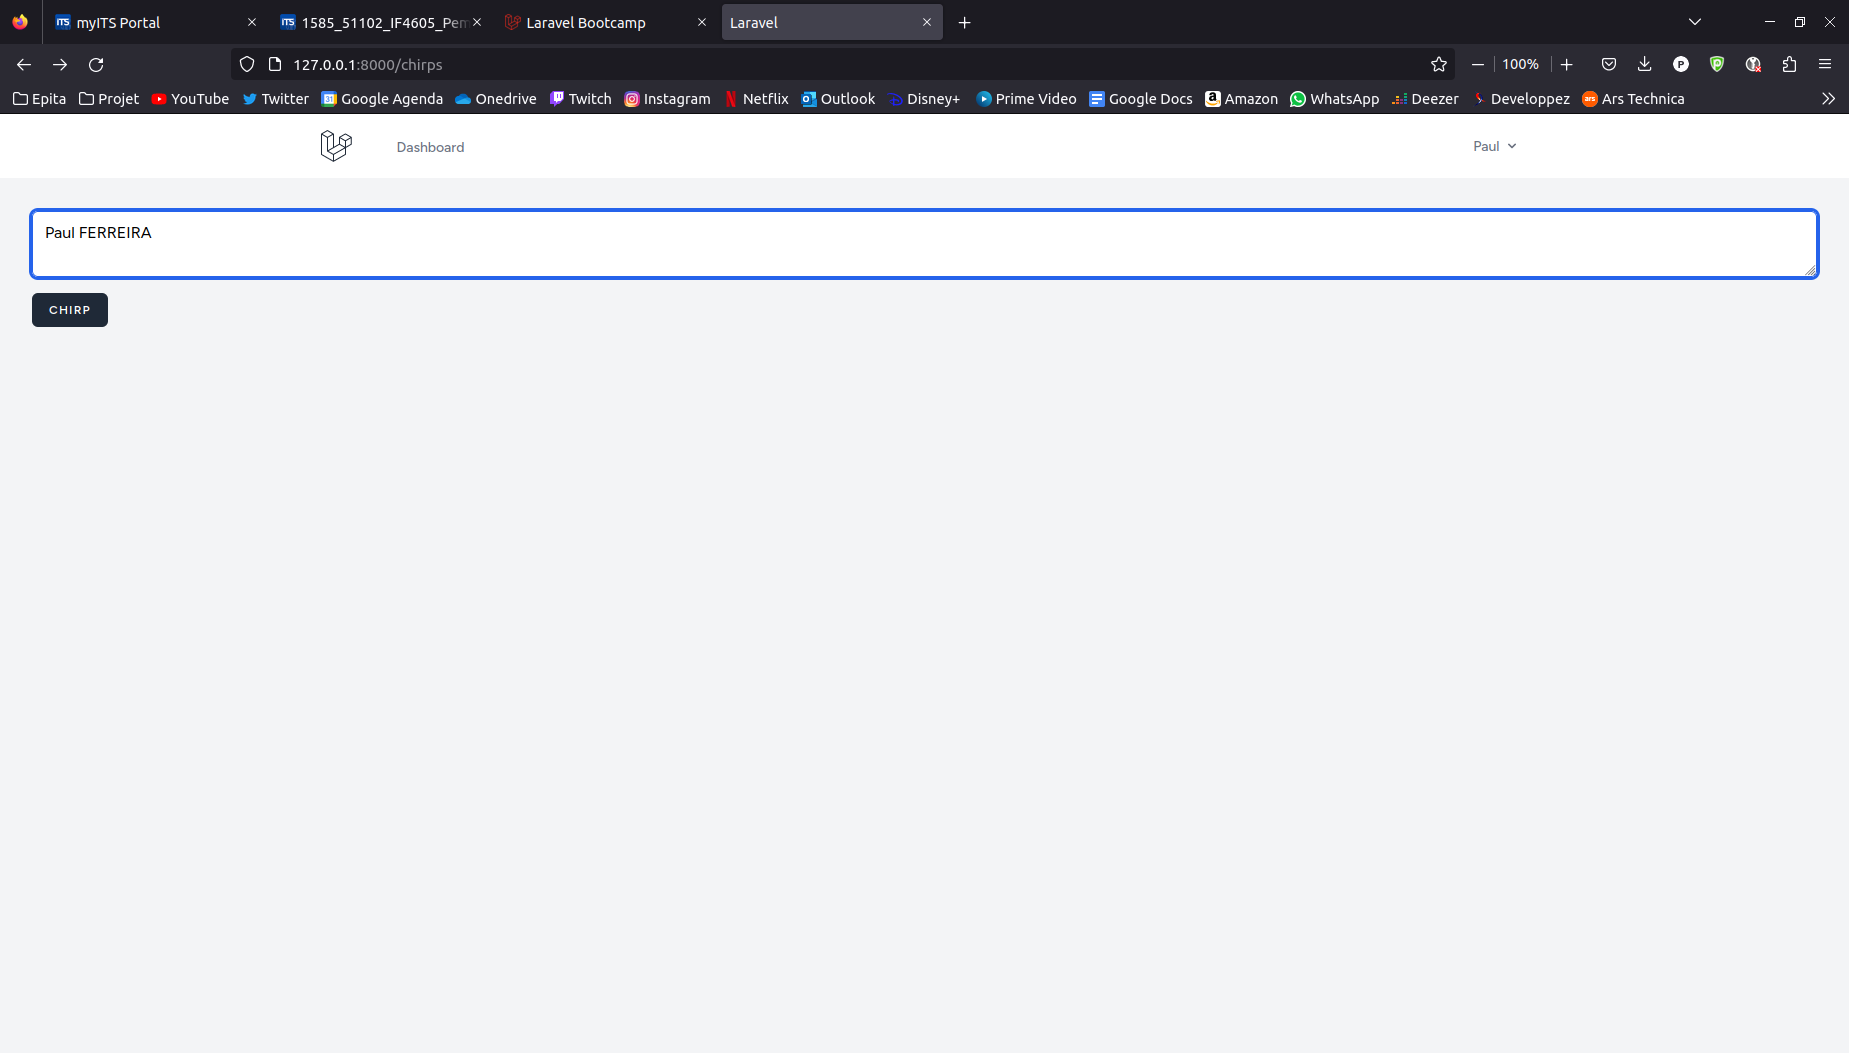 myITS Portal
1585_51102_IF4605_Pem
Laravel Bootcamp
Laravel
127.0.0.1:8000/chirps
100%
Epita
Projet
YouTube
Twitter
Google Agenda
Onedrive
Twitch
Instagram
Netflix
Outlook
Disney+
Prime Video
Google Docs
Amazon
WhatsApp
Deezer
Developpez
Ars Technica
Dashboard
Paul
Paul FERREIRA
CHIRP